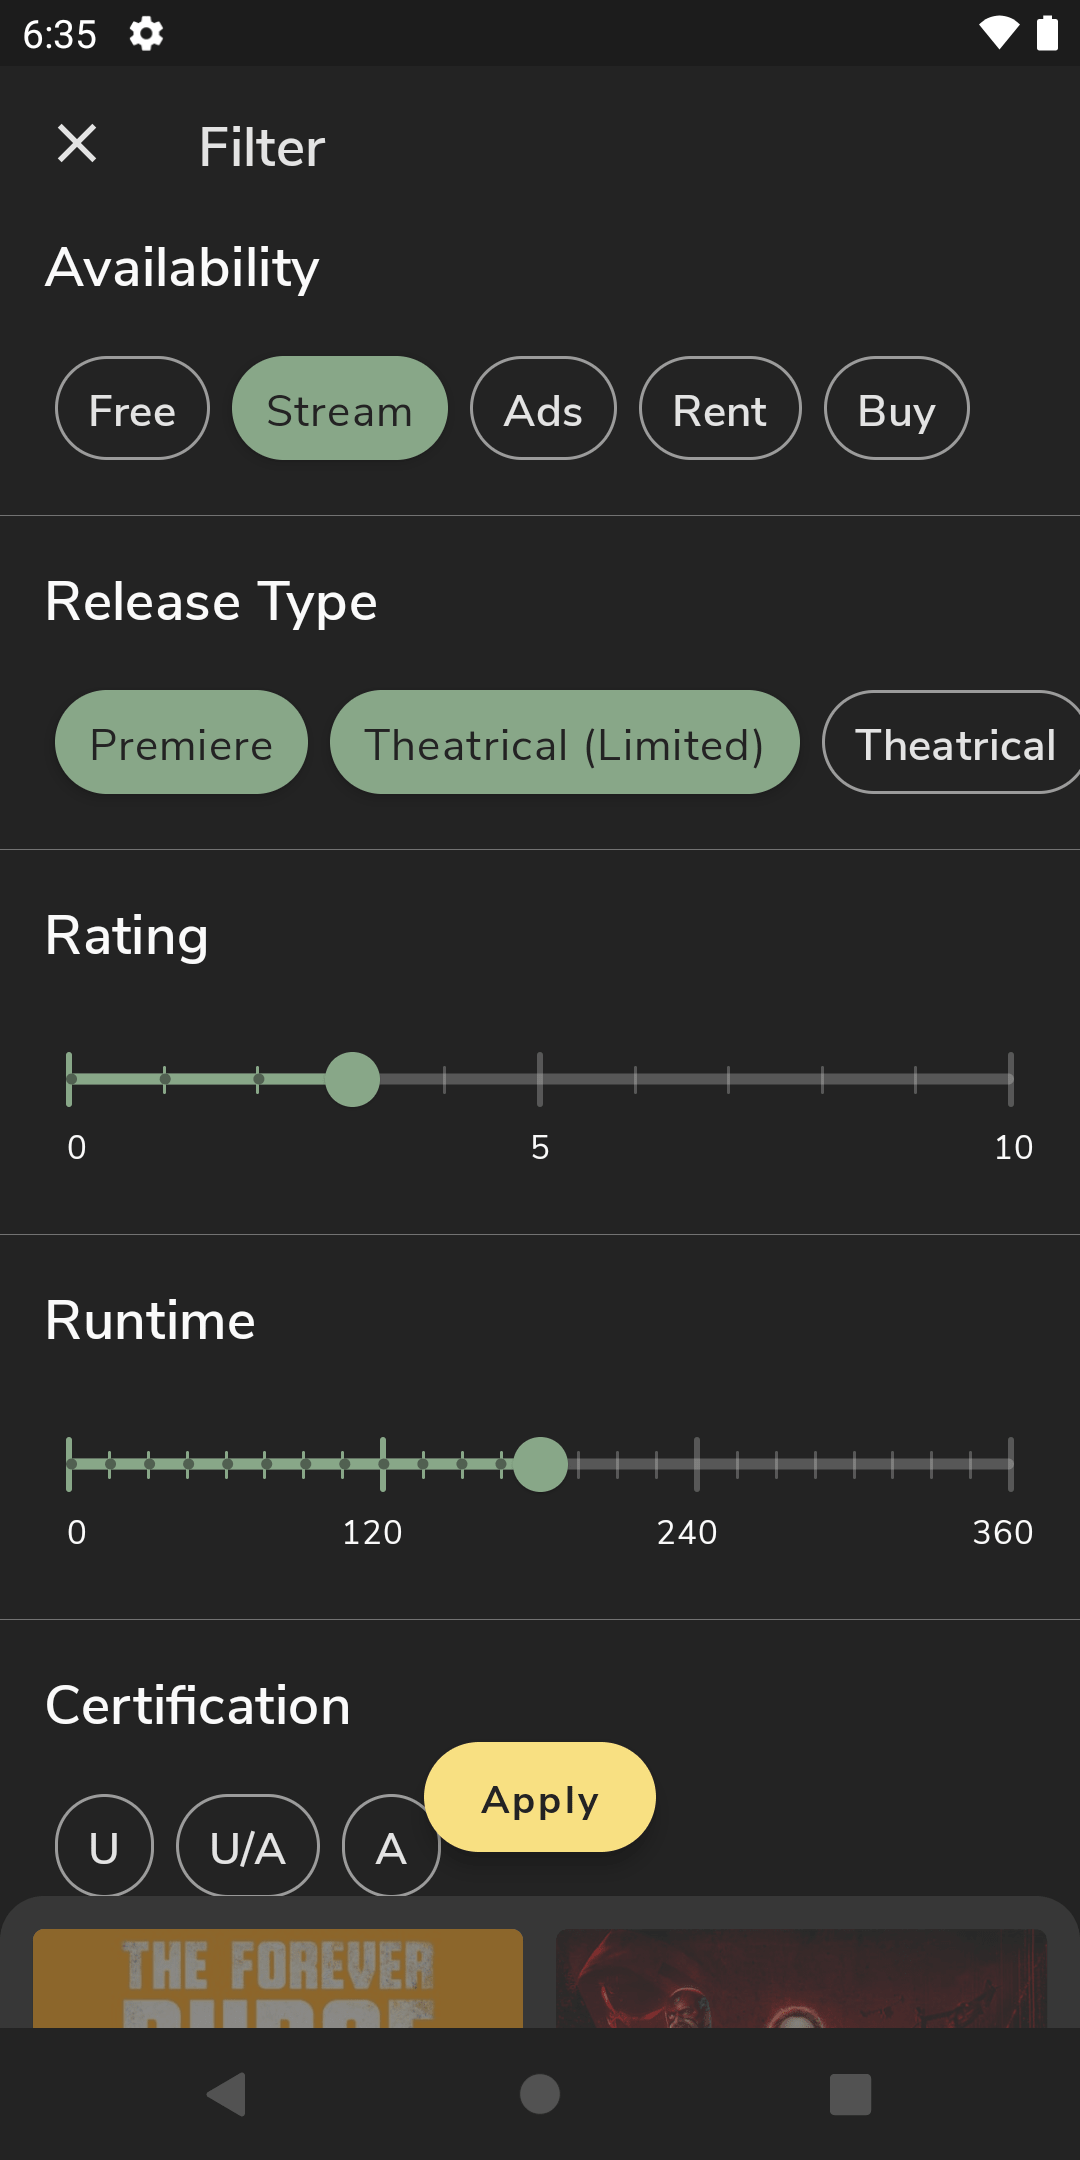 6:35
Filter
Availability
Free Stream Ads Rent Buy
Release Type
Premiere Theatrical (Limited) Theatrical
Rating
0 5 10
Runtime
0 120 240 360
Certification
Apply
U U/A A
THE FOREVER